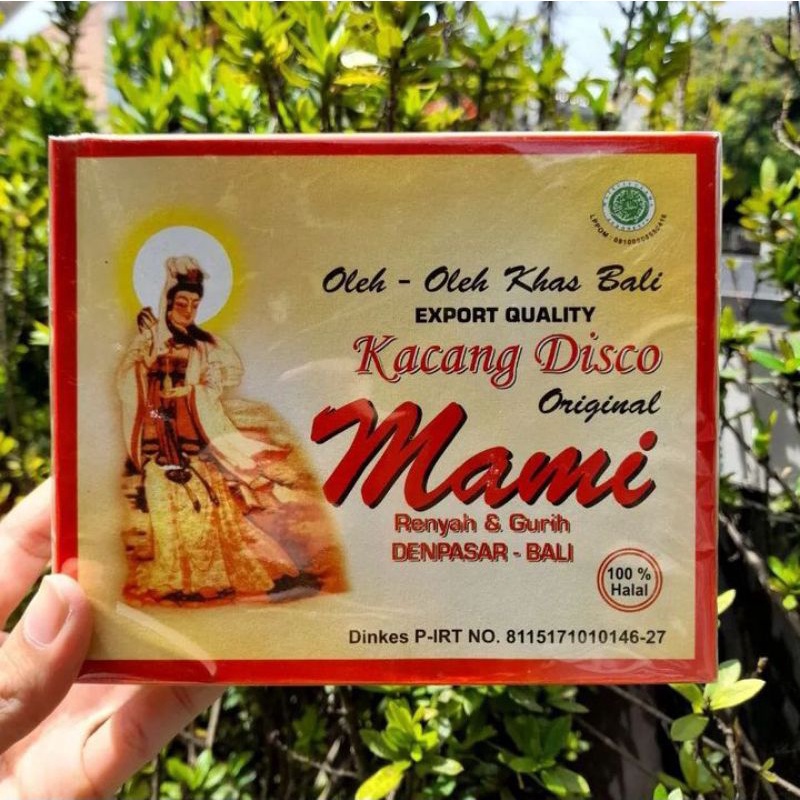 Oleh - Oleh Khas Bali
EXPORT QUALITY
Kacang Disco
Original
Mami
Renyah & Gurih
DENPASAR - BALI
100 %
Halal
Dinkes P-IRT NO. 8115171010146-27